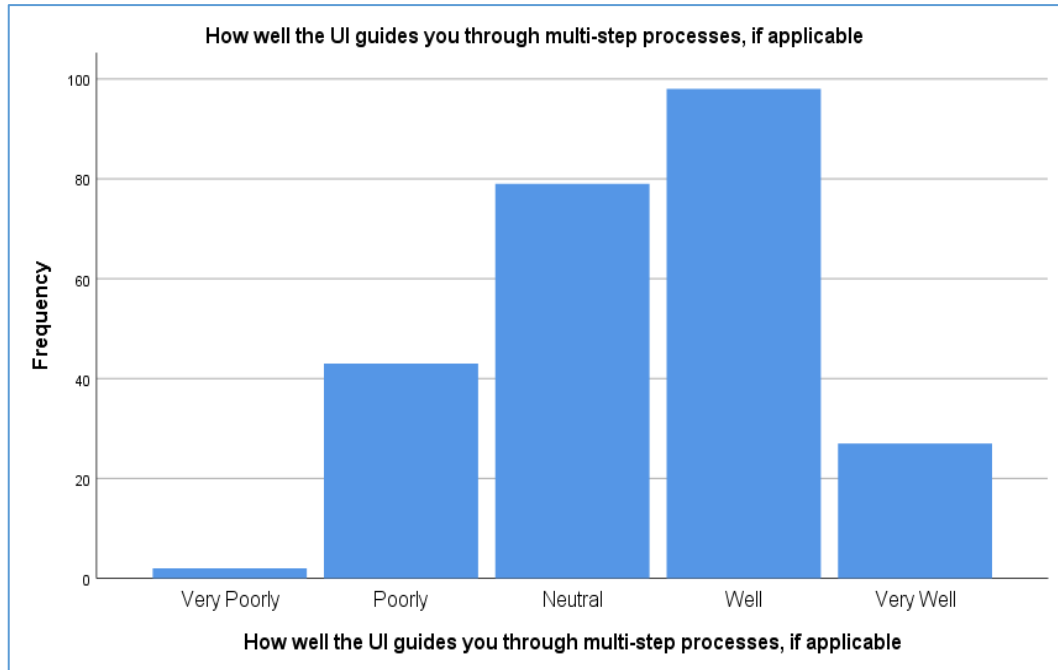 How well the UI guides you through multi-step processes, if applicable
100
80
60
40
20
0
Frequency
Very Poorly
Poorly
Neutral
Well
Very Well
How well the UI guides you through multi-step processes, if applicable